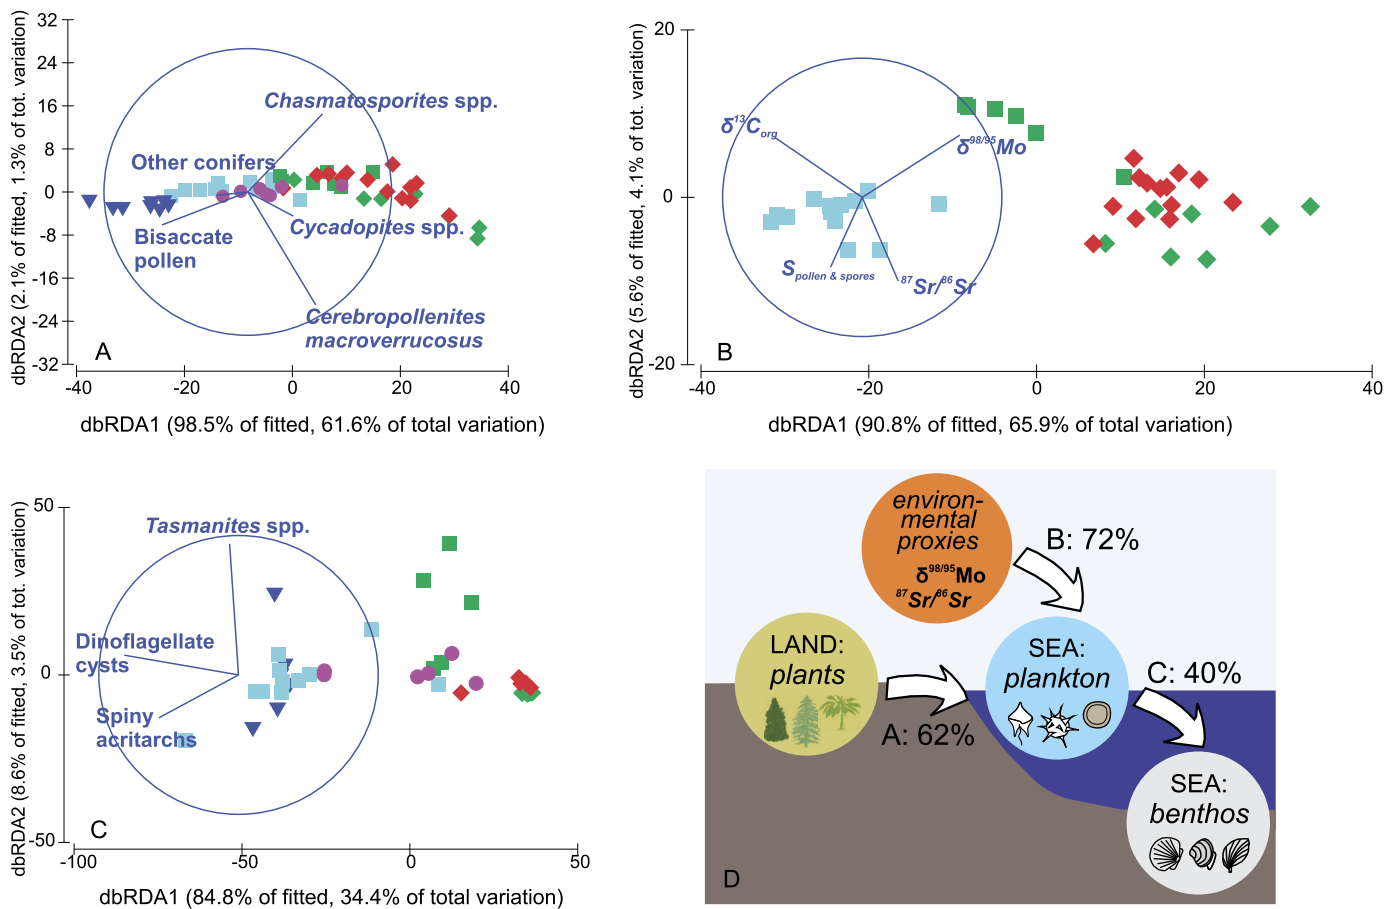 dbRDA2 (2.1% of fitted, 1.3% of tot. variation)
32
24
16
8
0
-8
-16
-24
-32
Chasmatosporites spp.
Other conifers
Cycadopites spp.
Bisaccate
pollen
Cerebropollenites
macroverrucosus
A
-40
-20
0
20
40
dbRDA1 (98.5% of fitted, 61.6% of total variation)
dbRDA2 (5.6% of fitted, 4.1% of tot. variation)
20
0
-20
δ¹³C org
δ⁹⁸/⁹⁵Mo
S pollen & spores
⁸⁷Sr/⁸⁶Sr
B
-40
-20
0
20
40
dbRDA1 (90.8% of fitted, 65.9% of total variation)
dbRDA2 (8.6% of fitted, 3.5% of tot. variation)
50
0
-50
Tasmanites spp.
Dinoflagellate
cysts
Spiny
acritarchs
C
-100
-50
0
50
dbRDA1 (84.8% of fitted, 34.4% of total variation)
environ-
mental
proxies
δ⁹⁸/⁹⁵Mo
⁸⁷Sr/⁸⁶Sr
B: 72%
LAND:
plants
A: 62%
SEA:
plankton
C: 40%
SEA:
benthos
D